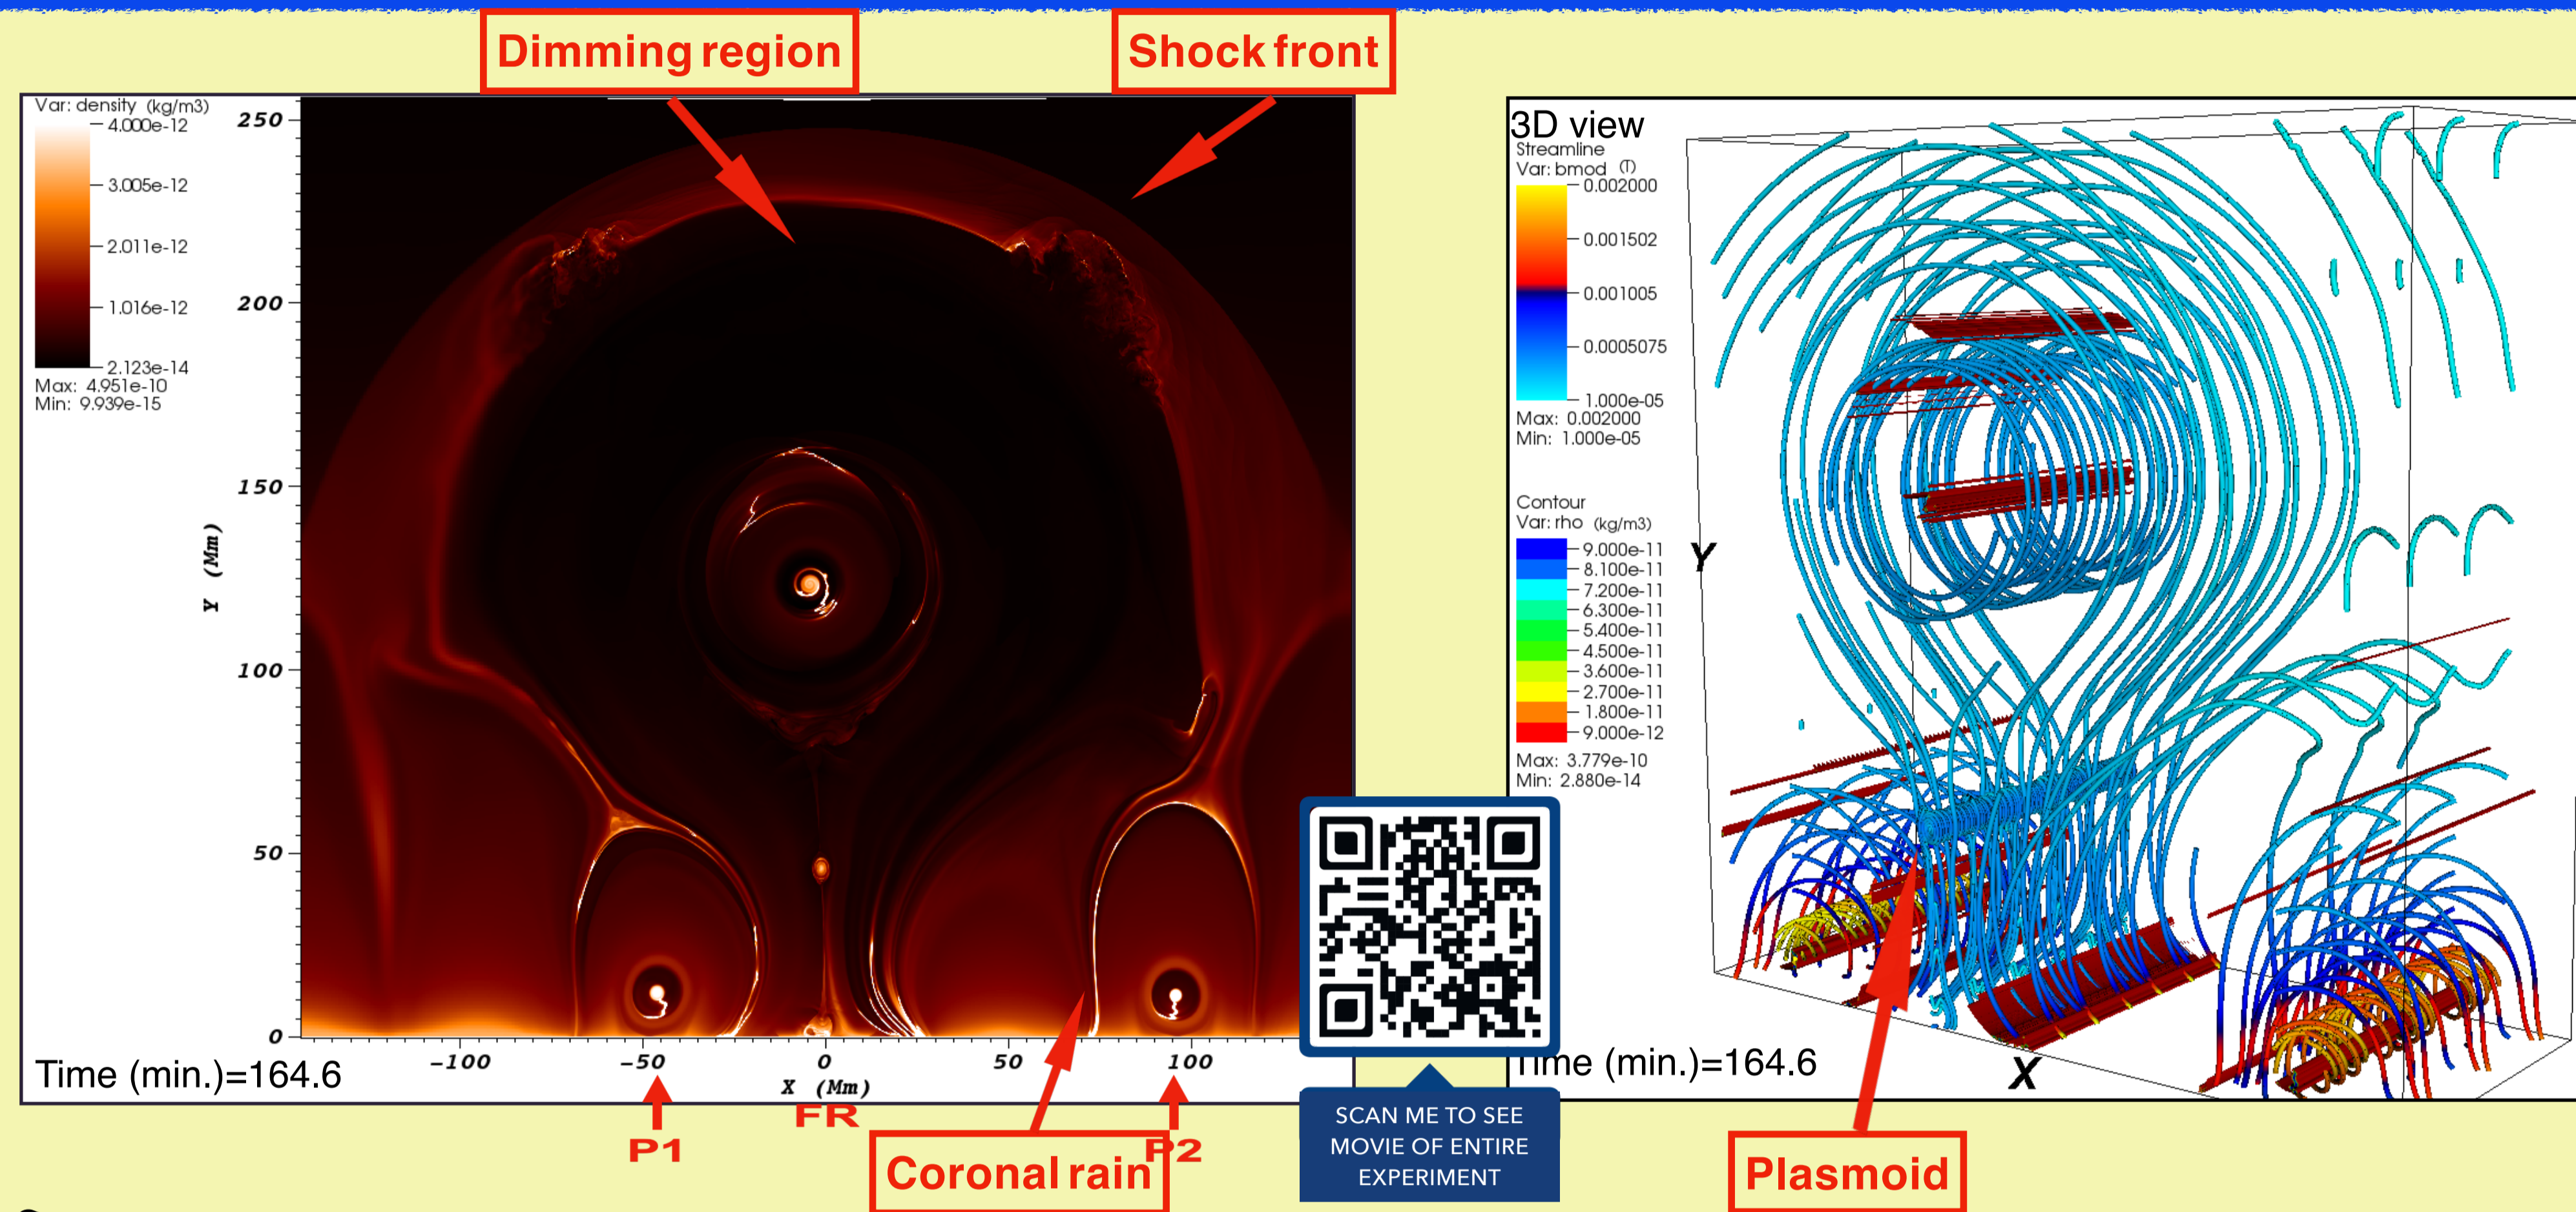 Dimming region
Shock front
Var: density (kg/m3)
4.000e-12
3.005e-12
2.011e-12
1.016e-12
2.123e-14
Max: 4.951e-10
Min: 9.939e-15
250
200
150
100
50
0
Y (Mm)
-100
-50
0
50
100
X (Mm)
Time (min.)=164.6
FR
P1
P2
Coronal rain
3D view
Streamline
Var: bmod (T)
0.002000
0.001502
0.001005
0.0005075
1.000e-05
Max: 0.002000
Min: 1.000e-05
Contour
Var: rho (kg/m3)
9.000e-11
8.100e-11
7.200e-11
6.300e-11
5.400e-11
4.500e-11
3.600e-11
2.700e-11
1.800e-11
9.000e-12
Max: 3.779e-10
Min: 2.880e-14
Y
X
Time (min.)=164.6
SCAN ME TO SEE
MOVIE OF ENTIRE
EXPERIMENT
Plasmoid